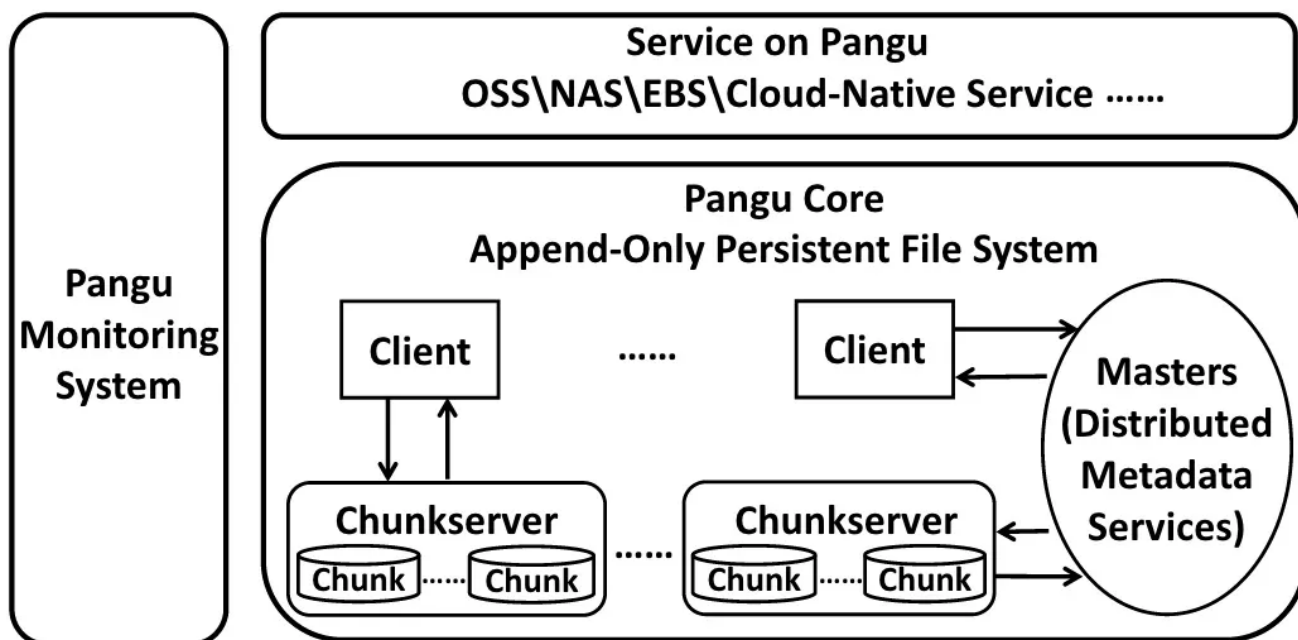 Pangu
Monitoring
System
Service on Pangu
OSS\NAS\EBS\Cloud-Native Service ......
Pangu Core
Append-Only Persistent File System
Client
......
Client
Masters
(Distributed
Metadada
Services)
Chunkserver
Chunk ...... Chunk
......
Chunkserver
Chunk ...... Chunk